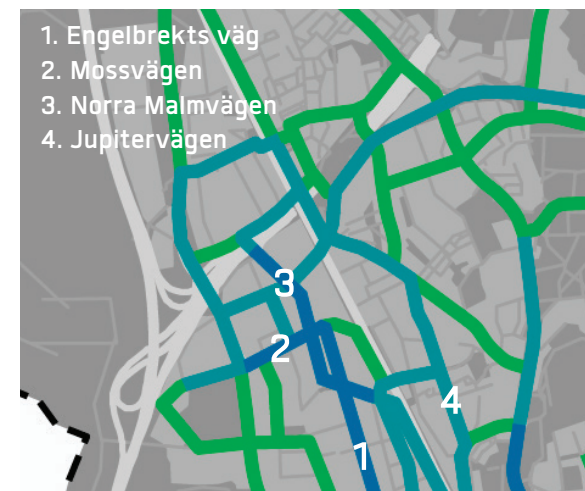 1. Engelbrekts väg
2. Mossvägen
3. Norra Malmvägen
4. Jupitervägen
3
2
4
1